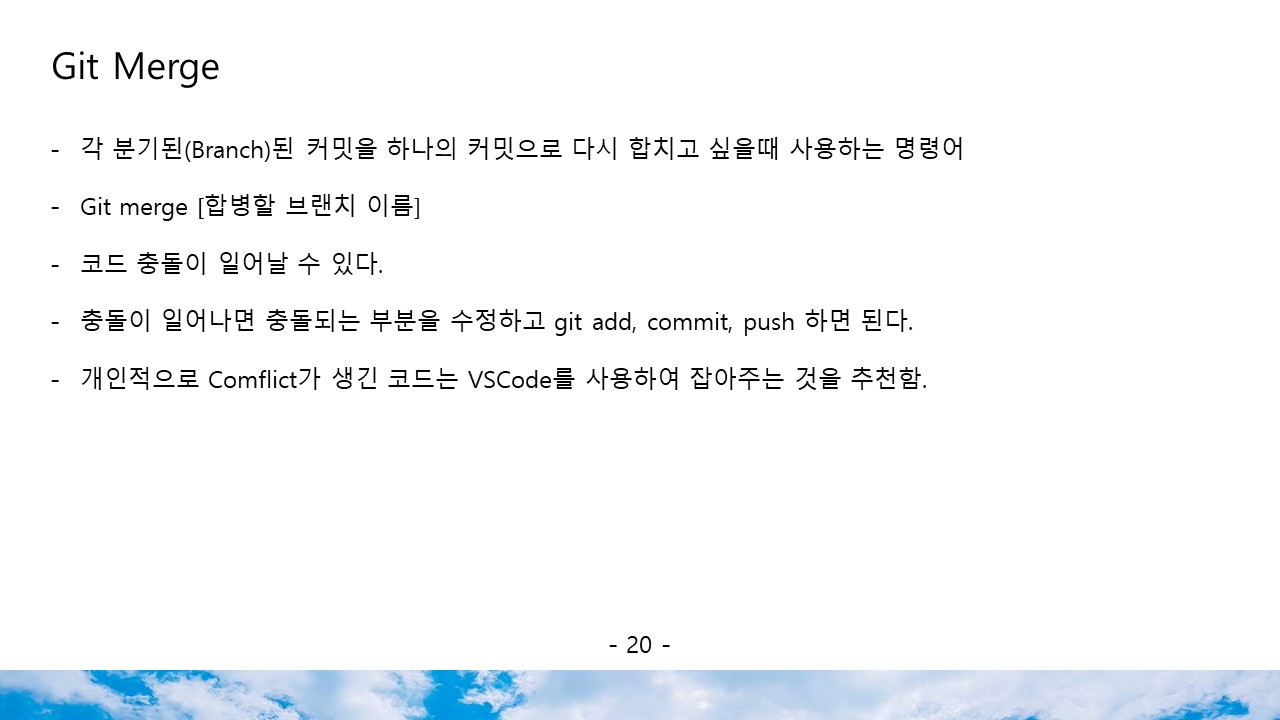 Git Merge
- 각 분기된(Branch)된 커밋을 하나의 커밋으로 다시 합치고 싶을때 사용하는 명령어
- Git merge [합병할 브랜치 이름]
- 코드 충돌이 일어날 수 있다.
- 충돌이 일어나면 충돌되는 부분을 수정하고 git add, commit, push 하면 된다.
- 개인적으로 Comflict가 생긴 코드는 VSCode를 사용하여 잡아주는 것을 추천함.
- 20 -